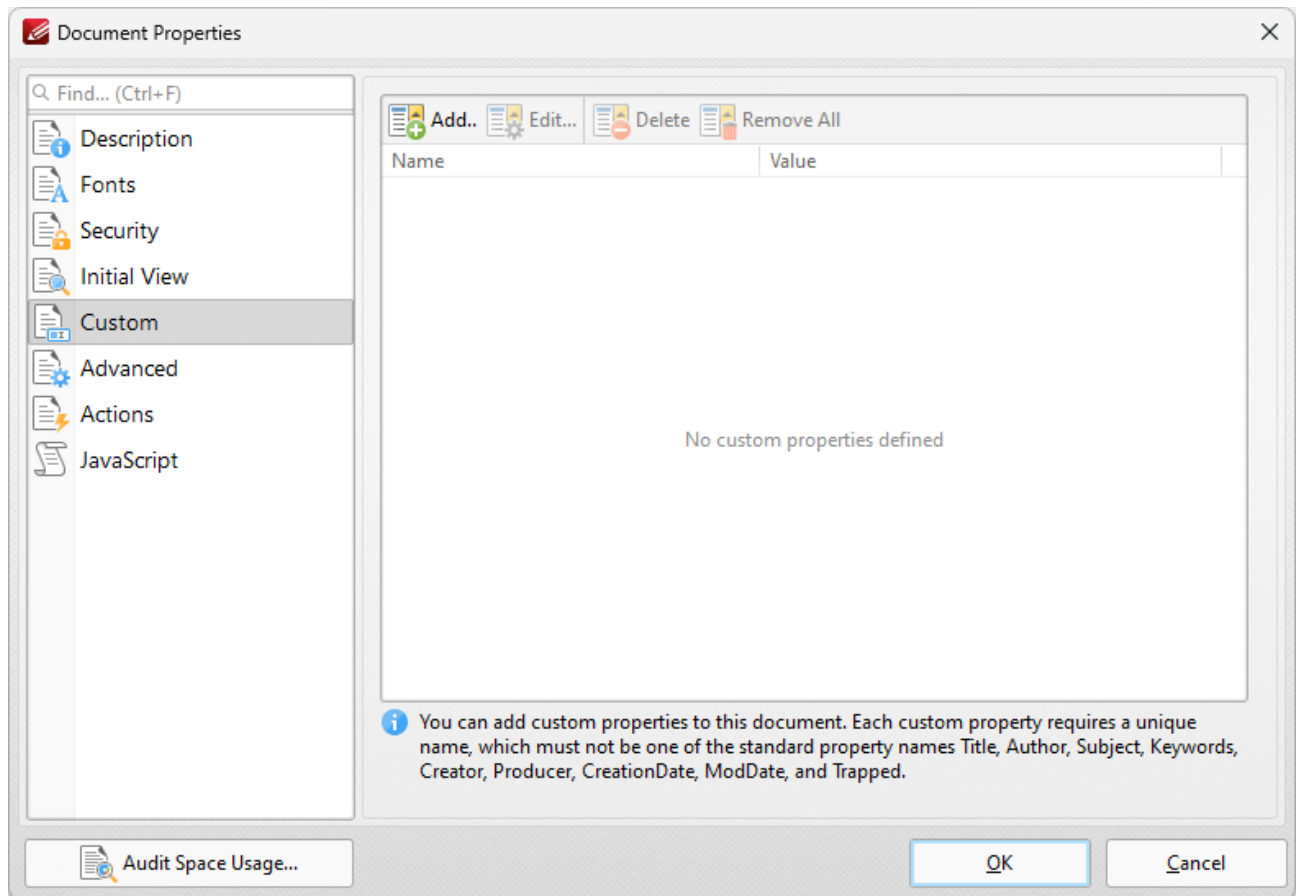 Document Properties
Find... (Ctrl+F)
Description
Fonts
Security
Initial View
Custom
Advanced
Actions
JavaScript
Add.. Edit... Delete Remove All
Name Value
No custom properties defined
You can add custom properties to this document. Each custom property requires a unique
name, which must not be one of the standard property names Title, Author, Subject, Keywords,
Creator, Producer, CreationDate, ModDate, and Trapped.
Audit Space Usage...
OK Cancel